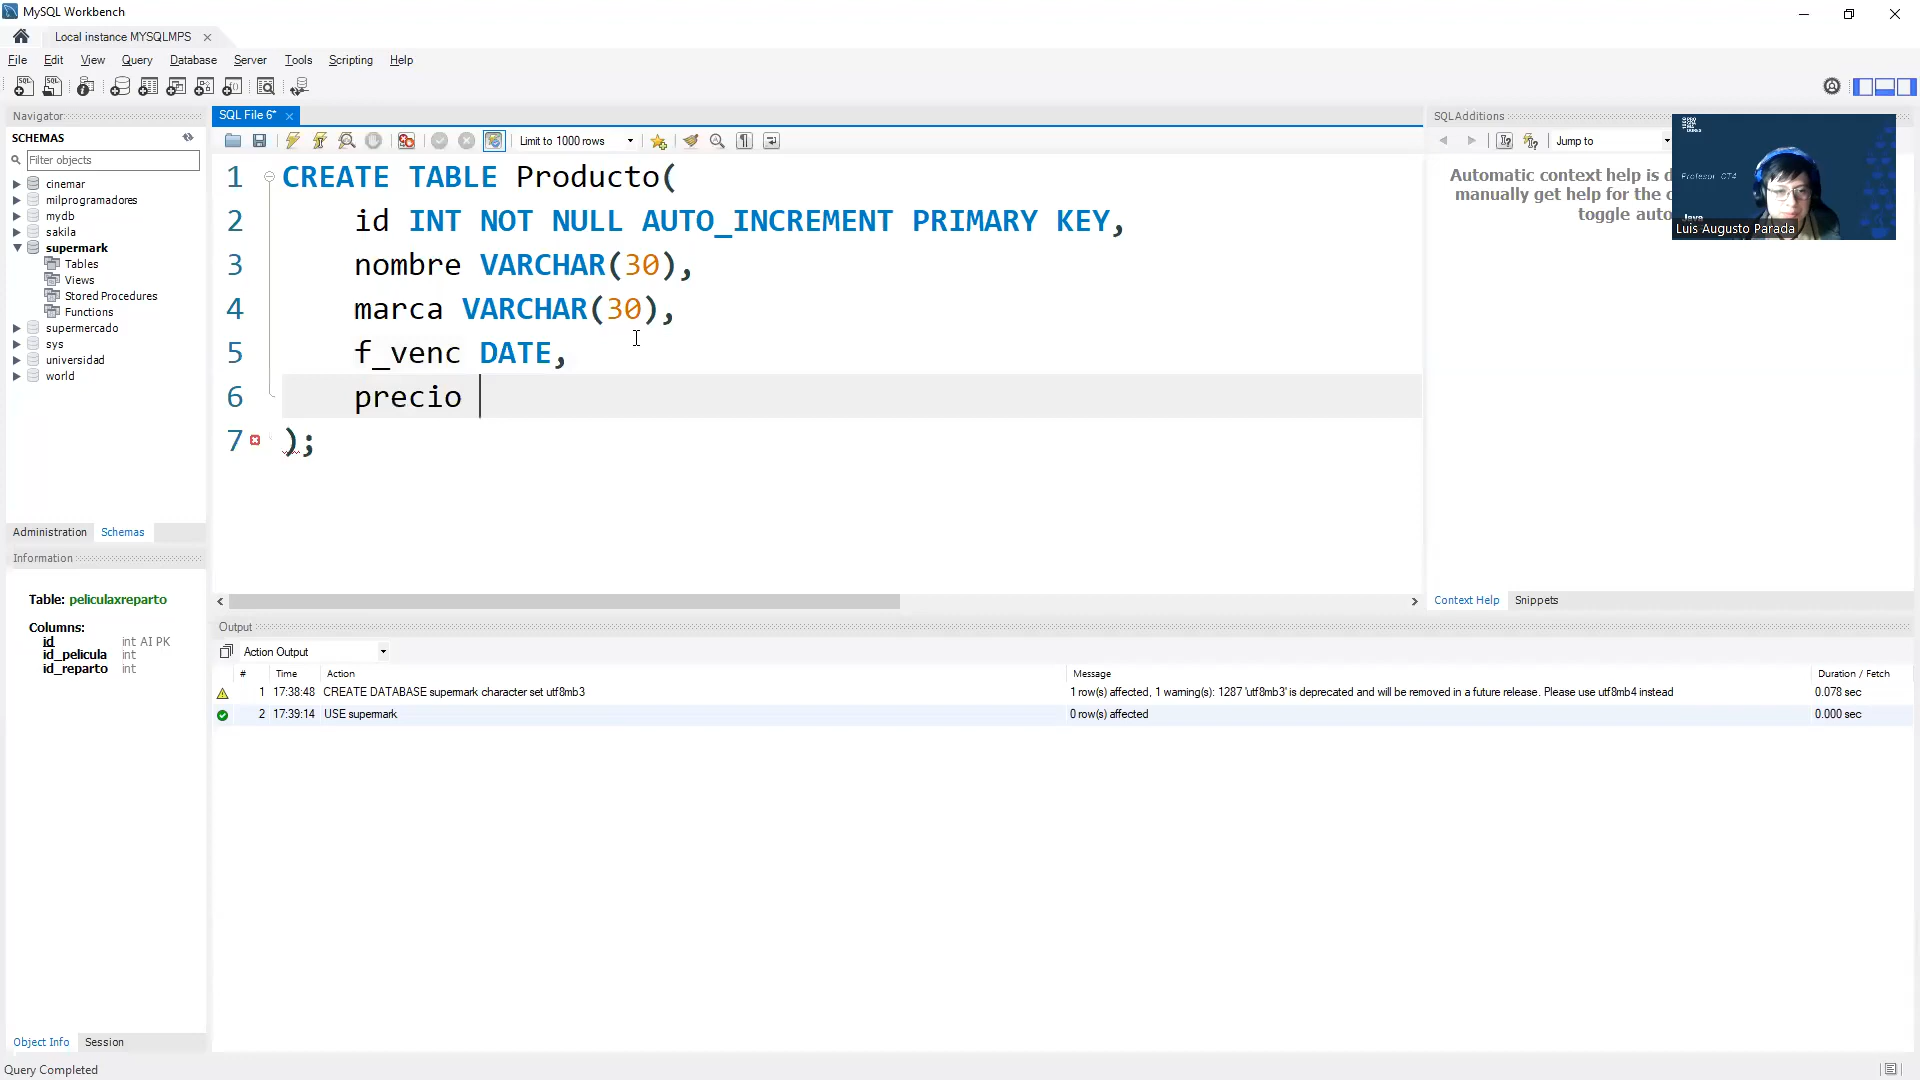 MySQL Workbench
Local instance MYSQLMPS
File Edit View Query Database Server Tools Scripting Help
Navigator
SCHEMAS
Filter objects
cinemar
milprogramadores
mydb
sakila
supermark
Tables
Views
Stored Procedures
Functions
supermercado
sys
universidad
world
Administration Schemas
Information
Table: peliculaxreparto
Columns:
id int AI PK
id_pelicula int
id_reparto int
Object Info Session
Query Completed
SQL File 6*
Limit to 1000 rows
1 CREATE TABLE Producto(
2 id INT NOT NULL AUTO_INCREMENT PRIMARY KEY,
3 nombre VARCHAR(30),
4 marca VARCHAR(30),
5 f_venc DATE,
6 precio
7 );
SQLAdditions
Jump to
Automatic context help is d
manually get help for the c
toggle auto
Profesor CT4
Java
Luis Augusto Parada
Context Help Snippets
Output
Action Output
# Time Action Message Duration / Fetch
1 17:38:48 CREATE DATABASE supermark character set utf8mb3 1 row(s) affected, 1 warning(s): 1287 'utf8mb3' is deprecated and will be removed in a future release. Please use utf8mb4 instead 0.078 sec
2 17:39:14 USE supermark 0 row(s) affected 0.000 sec